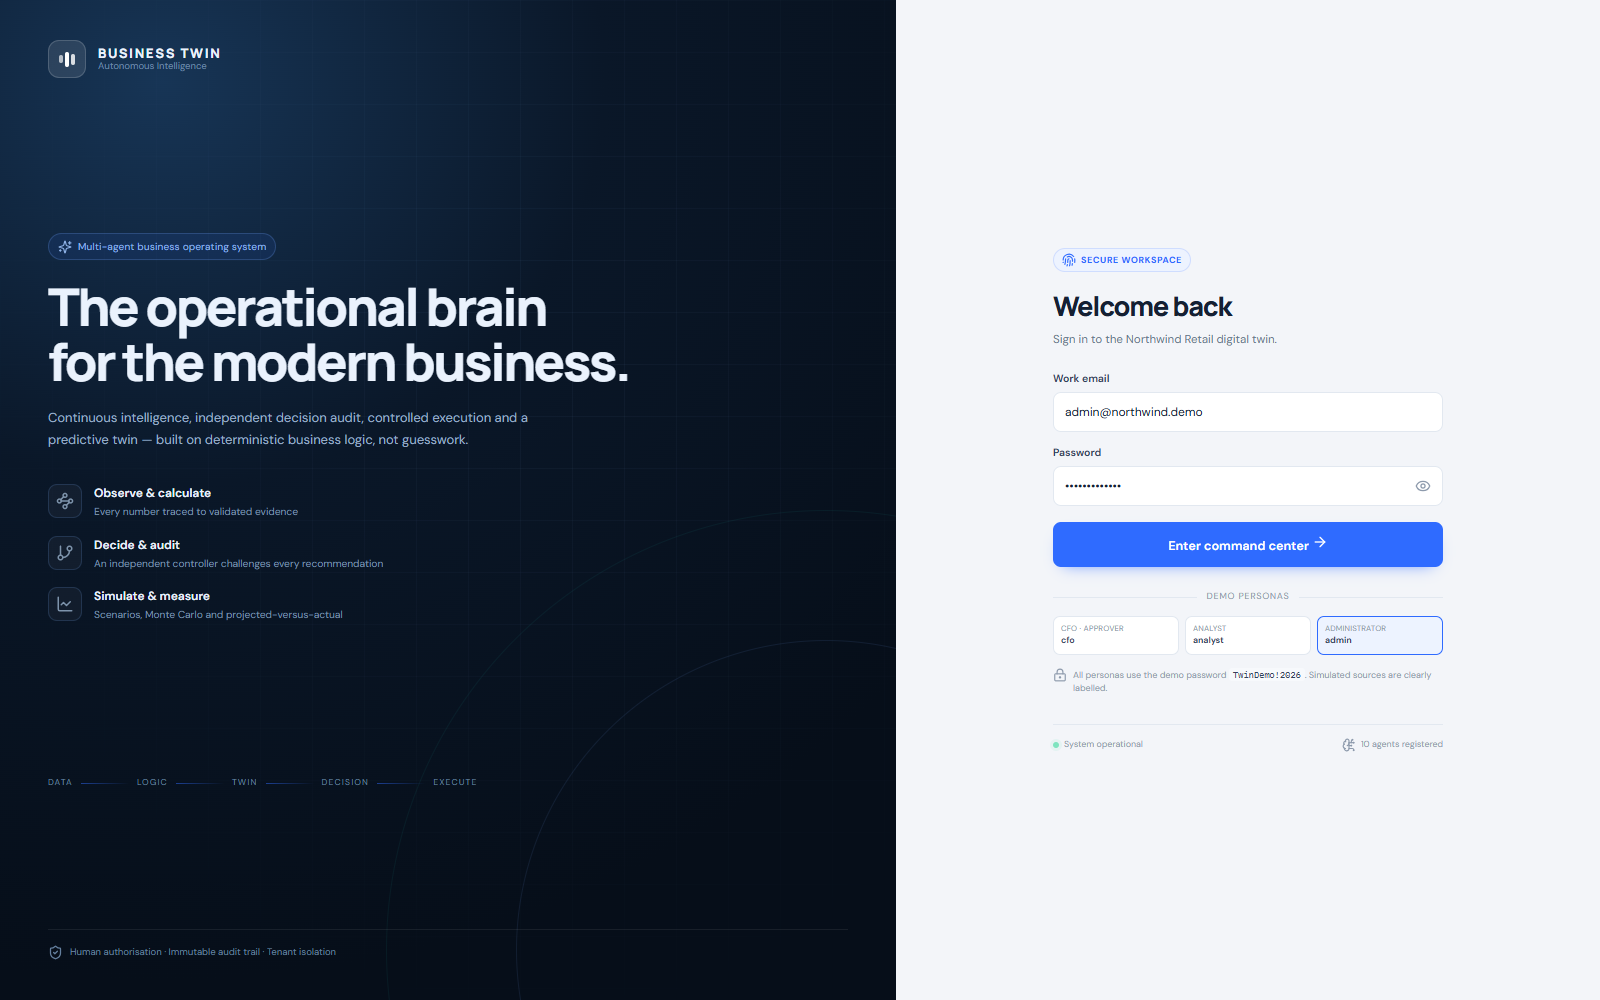 BUSINESS TWIN
Autonomous Intelligence
Multi-agent business operating system
The operational brain
for the modern business.
Continuous intelligence, independent decision audit, controlled execution and a
predictive twin — built on deterministic business logic, not guesswork.
Observe & calculate
Every number traced to validated evidence
Decide & audit
An independent controller challenges every recommendation
Simulate & measure
Scenarios, Monte Carlo and projected-versus-actual
DATA LOGIC TWIN DECISION EXECUTE
Human authorisation · Immutable audit trail · Tenant isolation
SECURE WORKSPACE
Welcome back
Sign in to the Northwind Retail digital twin.
Work email
admin@northwind.demo
Password
•••••••••••••
Enter command center →
DEMO PERSONAS
CFO · APPROVER
cfo
ANALYST
analyst
ADMINISTRATOR
admin
All personas use the demo password TwinDemo!2026 . Simulated sources are clearly
labelled.
System operational
10 agents registered